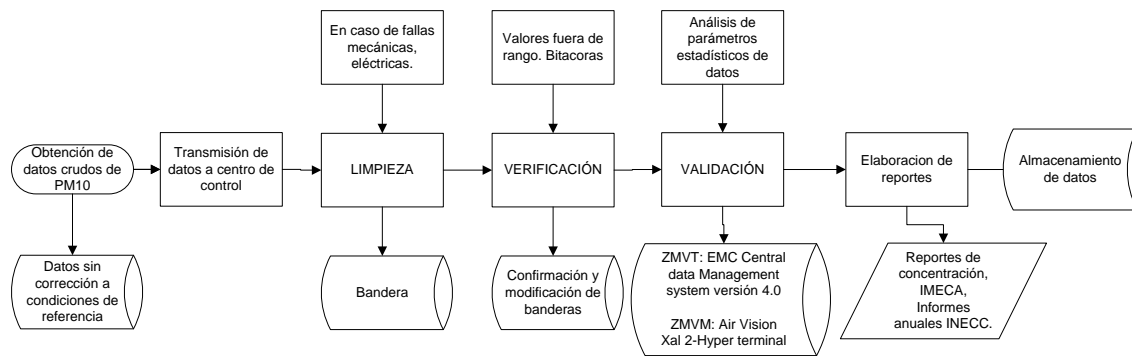 En caso de fallas
mecánicas,
eléctricas.
Valores fuera de
rango. Bitacoras
Análisis de
parámetros
estadísticos de
datos
Obtención de
datos crudos de
PM10
Transmisión de
datos a centro de
control
LIMPIEZA
VERIFICACIÓN
VALIDACIÓN
Elaboracion de
reportes
Almacenamiento
de datos
Datos sin
corrección a
condiciones de
referencia
Bandera
Confirmación y
modificación de
banderas
ZMVT: EMC Central
data Management
system versión 4.0
ZMVM: Air Vision
Xal 2-Hyper terminal
Reportes de
concentración,
IMECA,
Informes
anuales INECC.